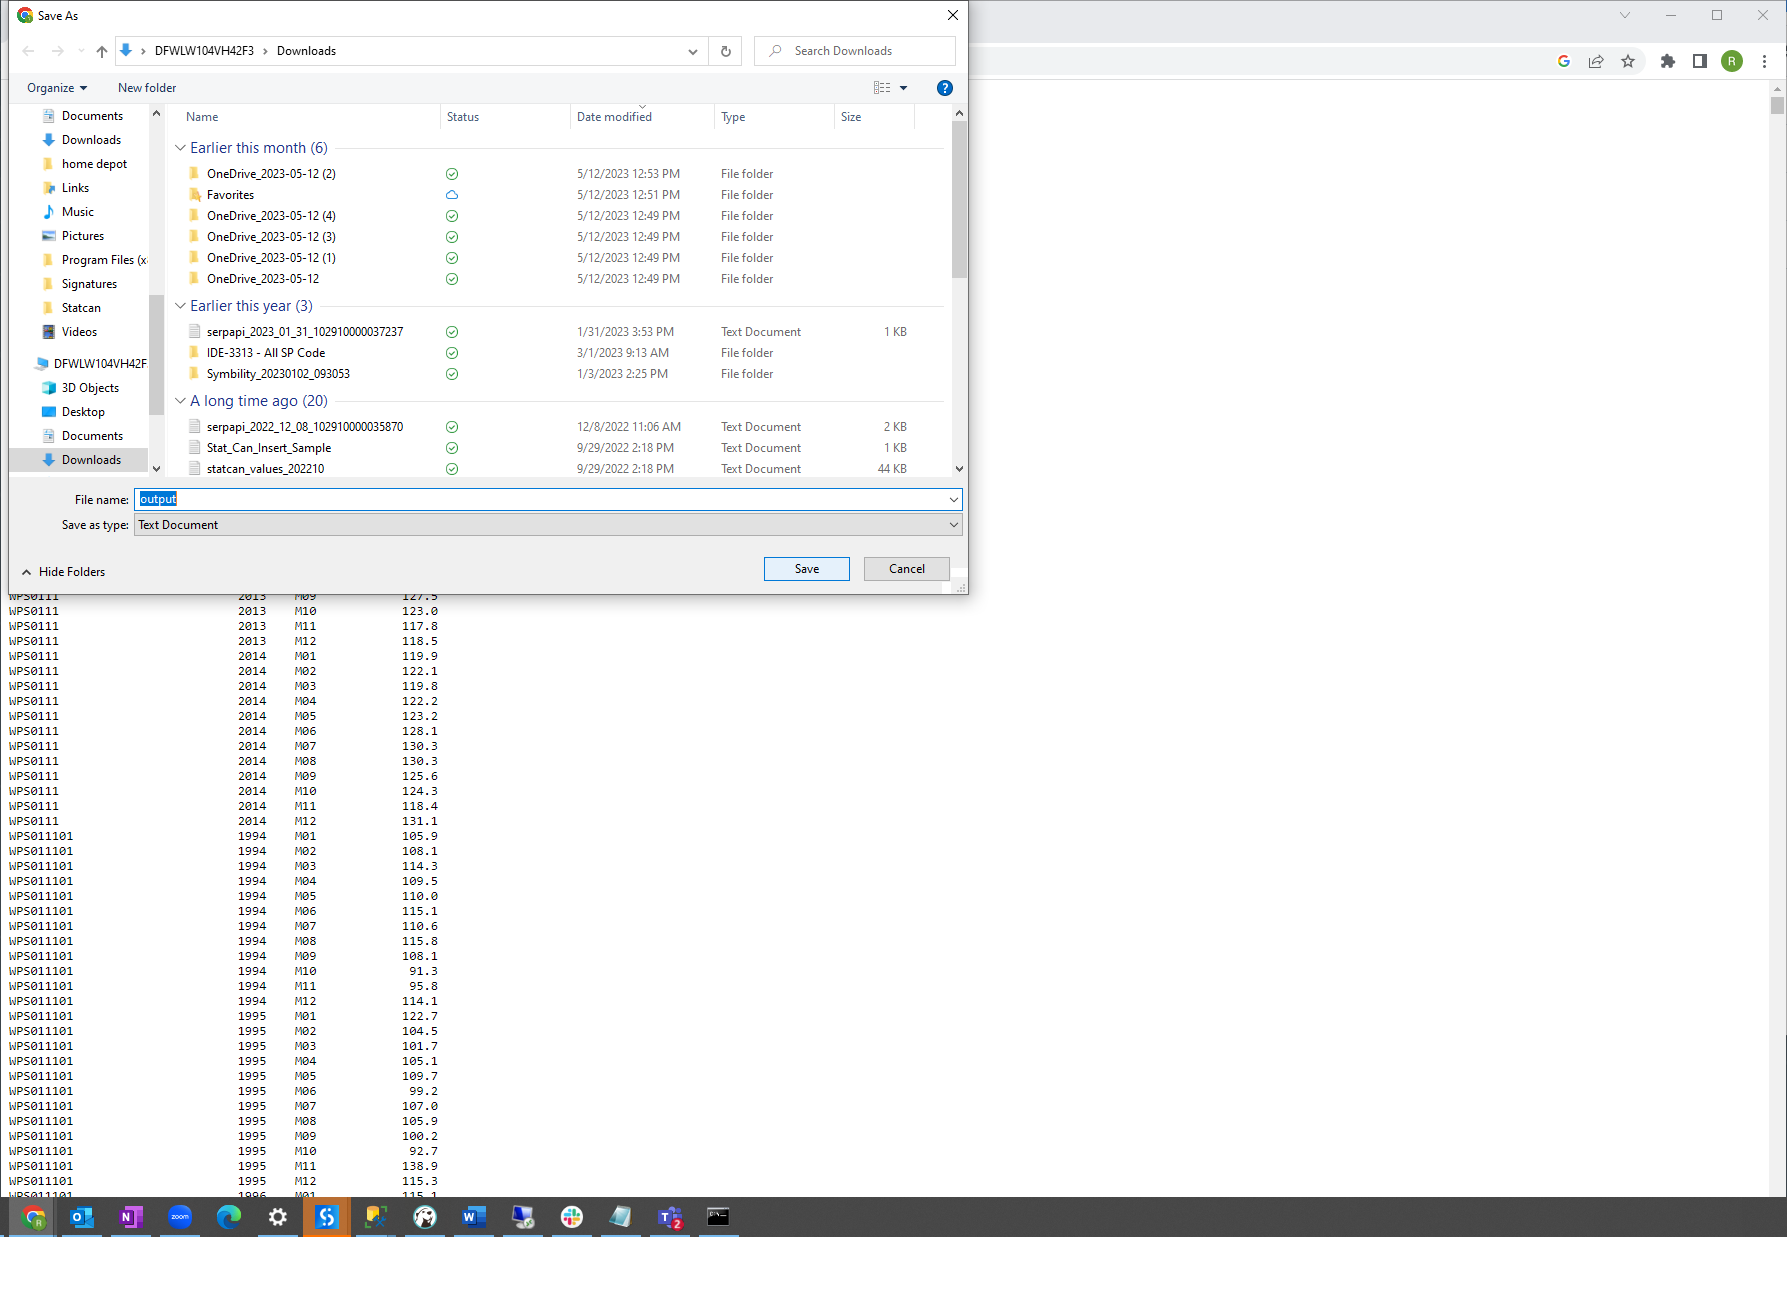 Save As
DFWLW104VH42F3 › Downloads
Search Downloads
R
Organize
New folder
?
Documents
Downloads
home depot
Links
Music
Pictures
Program Files (x
Signatures
Statcan
Videos
DFWLW104VH42F
3D Objects
Desktop
Documents
Downloads
Name Status Date modified Type Size
Earlier this month (6)
OneDrive_2023-05-12 (2) 5/12/2023 12:53 PM File folder
Favorites 5/12/2023 12:51 PM File folder
OneDrive_2023-05-12 (4) 5/12/2023 12:49 PM File folder
OneDrive_2023-05-12 (3) 5/12/2023 12:49 PM File folder
OneDrive_2023-05-12 (1) 5/12/2023 12:49 PM File folder
OneDrive_2023-05-12 5/12/2023 12:49 PM File folder
Earlier this year (3)
serpapi_2023_01_31_102910000037237 1/31/2023 3:53 PM Text Document 1 KB
IDE-3313 - All SP Code 3/1/2023 9:13 AM File folder
Symbility_20230102_093053 1/3/2023 2:25 PM File folder
A long time ago (20)
serpapi_2022_12_08_102910000035870 12/8/2022 11:06 AM Text Document 2 KB
Stat_Can_Insert_Sample 9/29/2022 2:18 PM Text Document 1 KB
statcan_values_202210 9/29/2022 2:18 PM Text Document 44 KB
File name: output
Save as type: Text Document
Hide Folders
Save
Cancel
WPS0111 2013 M09 127.5
WPS0111 2013 M10 123.0
WPS0111 2013 M11 117.8
WPS0111 2013 M12 118.5
WPS0111 2014 M01 119.9
WPS0111 2014 M02 122.1
WPS0111 2014 M03 119.8
WPS0111 2014 M04 122.2
WPS0111 2014 M05 123.2
WPS0111 2014 M06 128.1
WPS0111 2014 M07 130.3
WPS0111 2014 M08 130.3
WPS0111 2014 M09 125.6
WPS0111 2014 M10 124.3
WPS0111 2014 M11 118.4
WPS0111 2014 M12 131.1
WPS011101 1994 M01 105.9
WPS011101 1994 M02 108.1
WPS011101 1994 M03 114.3
WPS011101 1994 M04 109.5
WPS011101 1994 M05 110.0
WPS011101 1994 M06 115.1
WPS011101 1994 M07 110.6
WPS011101 1994 M08 115.8
WPS011101 1994 M09 108.1
WPS011101 1994 M10 91.3
WPS011101 1994 M11 95.8
WPS011101 1994 M12 114.1
WPS011101 1995 M01 122.7
WPS011101 1995 M02 104.5
WPS011101 1995 M03 101.7
WPS011101 1995 M04 105.1
WPS011101 1995 M05 109.7
WPS011101 1995 M06 99.2
WPS011101 1995 M07 107.0
WPS011101 1995 M08 105.9
WPS011101 1995 M09 100.2
WPS011101 1995 M10 92.7
WPS011101 1995 M11 138.9
WPS011101 1995 M12 115.3
WPS011101 1996 M01 115.1
zoom